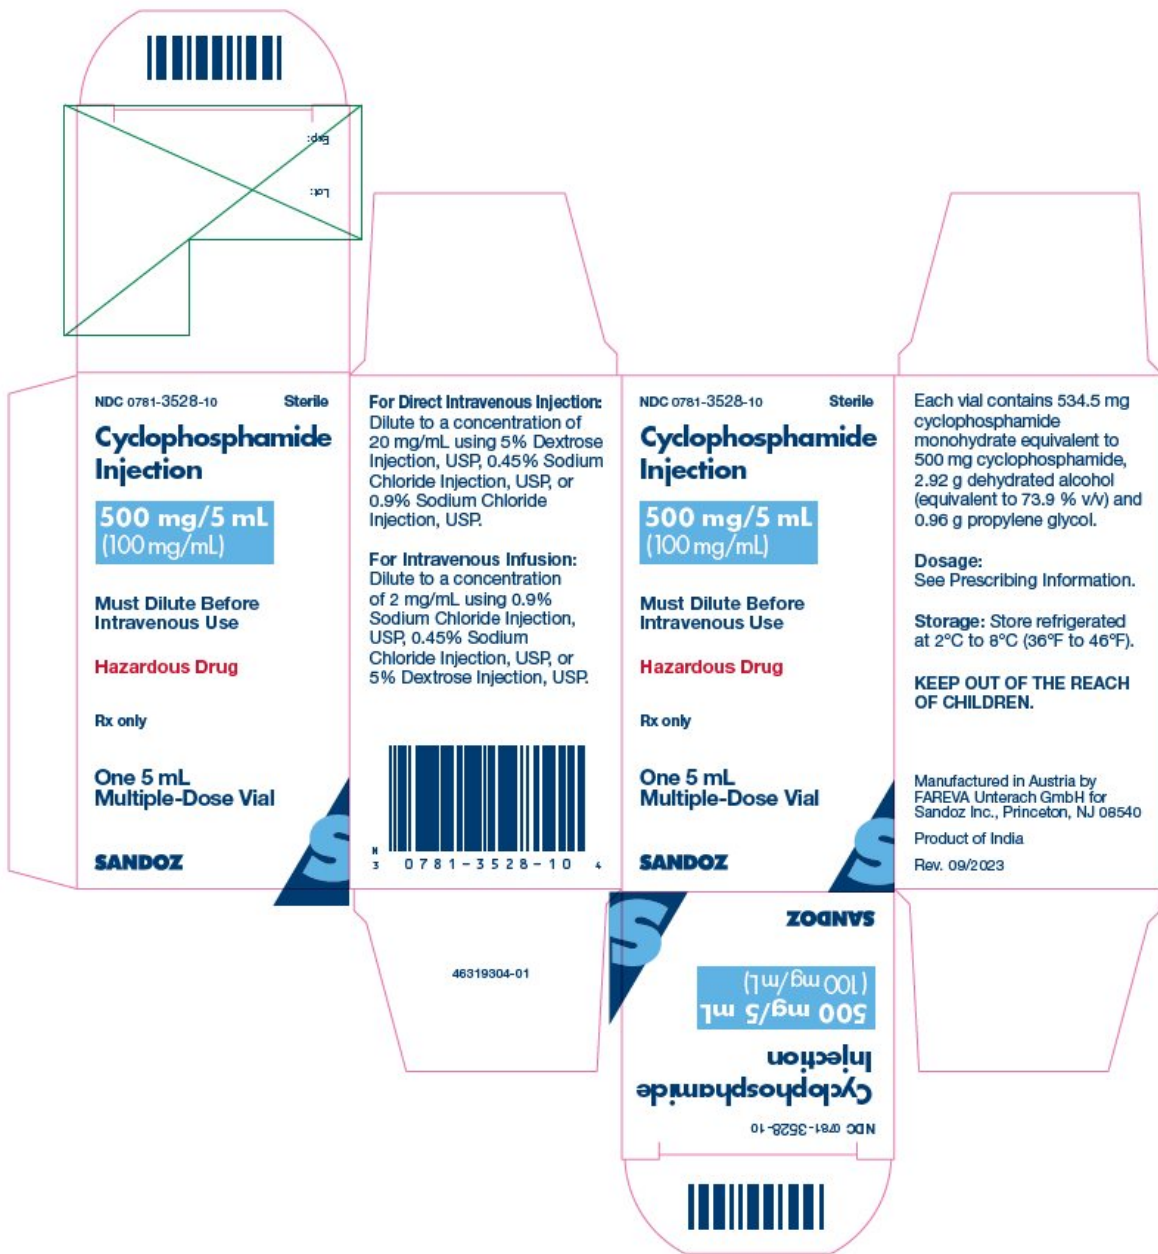 Exp:
Lot:
NDC 0781-3528-10 Sterile
Cyclophosphamide
Injection
500 mg/5 mL
(100 mg/mL)
Must Dilute Before
Intravenous Use
Hazardous Drug
Rx only
One 5 mL
Multiple-Dose Vial
SANDOZ
S
For Direct Intravenous Injection:
Dilute to a concentration of
20 mg/mL using 5% Dextrose
Injection, USP, 0.45% Sodium
Chloride Injection, USP, or
0.9% Sodium Chloride
Injection, USP.
For Intravenous Infusion:
Dilute to a concentration
of 2 mg/mL using 0.9%
Sodium Chloride Injection,
USP, 0.45% Sodium
Chloride Injection, USP, or
5% Dextrose Injection, USP.
N
3 0781-3528-10 4
46319304-01
NDC 0781-3528-10 Sterile
Cyclophosphamide
Injection
500 mg/5 mL
(100 mg/mL)
Must Dilute Before
Intravenous Use
Hazardous Drug
Rx only
One 5 mL
Multiple-Dose Vial
SANDOZ
S
Each vial contains 534.5 mg
cyclophosphamide
monohydrate equivalent to
500 mg cyclophosphamide,
2.92 g dehydrated alcohol
(equivalent to 73.9 % v/v) and
0.96 g propylene glycol.
Dosage:
See Prescribing Information.
Storage: Store refrigerated
at 2°C to 8°C (36°F to 46°F).
KEEP OUT OF THE REACH
OF CHILDREN.
Manufactured in Austria by
FAREVA Unterach GmbH for
Sandoz Inc., Princeton, NJ 08540
Product of India
Rev. 09/2023
NDC 0781-3528-10
Cyclophosphamide
Injection
500 mg/5 mL
(100 mg/mL)
SANDOZ
S